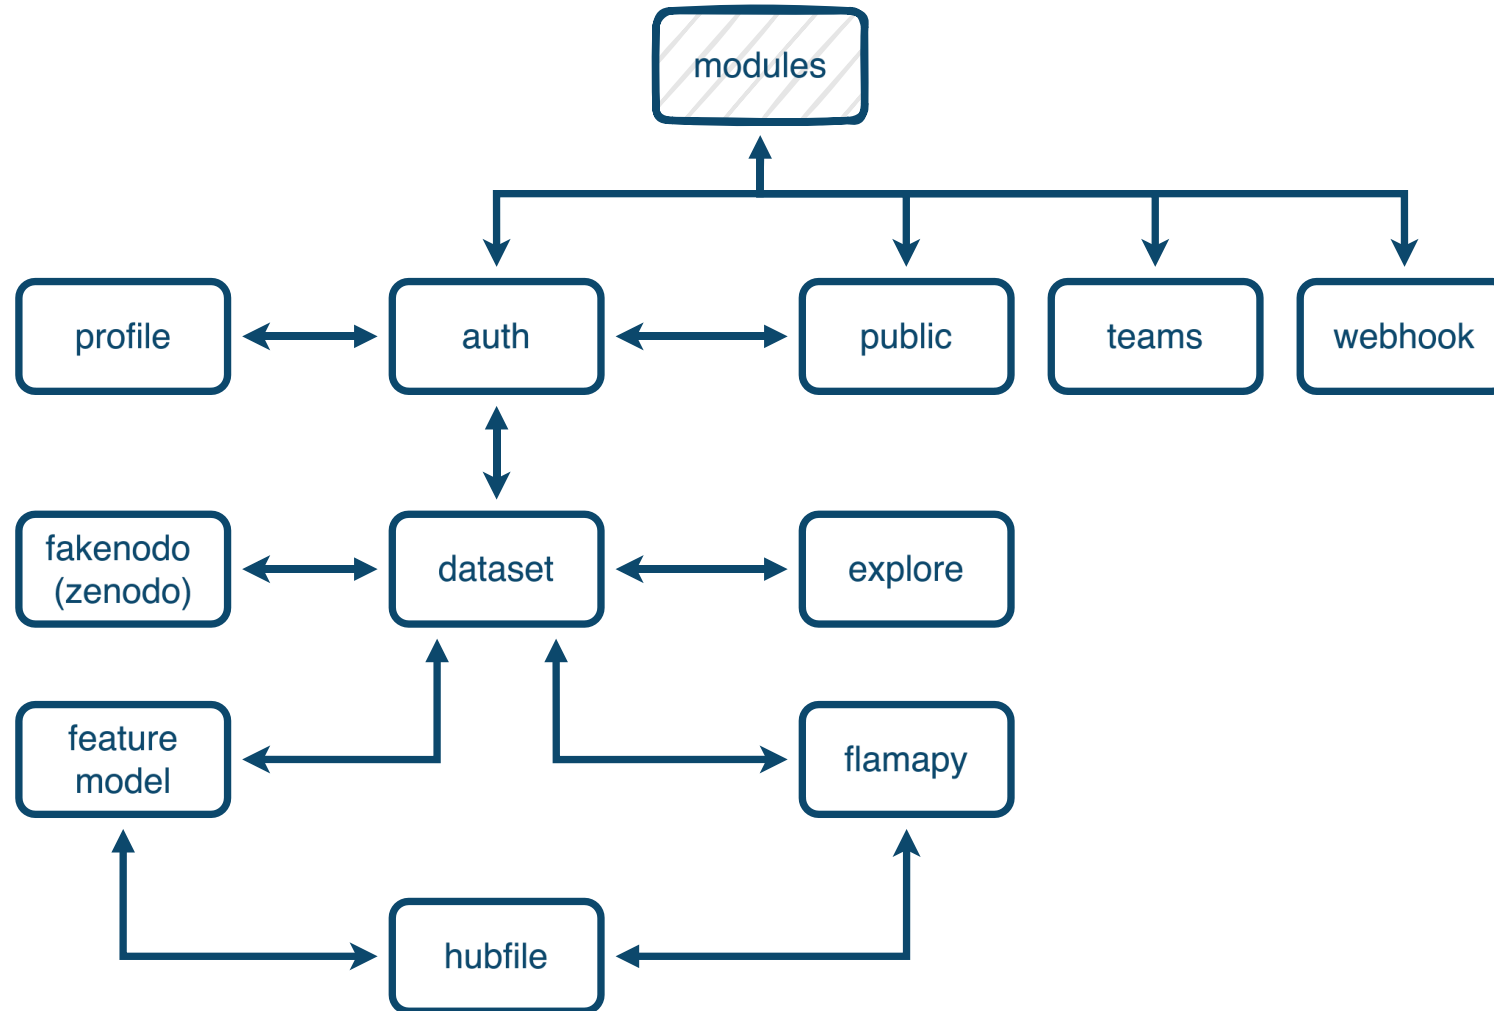 modules
profile
auth
public
teams
webhook
fakenodo
(zenodo)
dataset
explore
feature
model
flamapy
hubfile